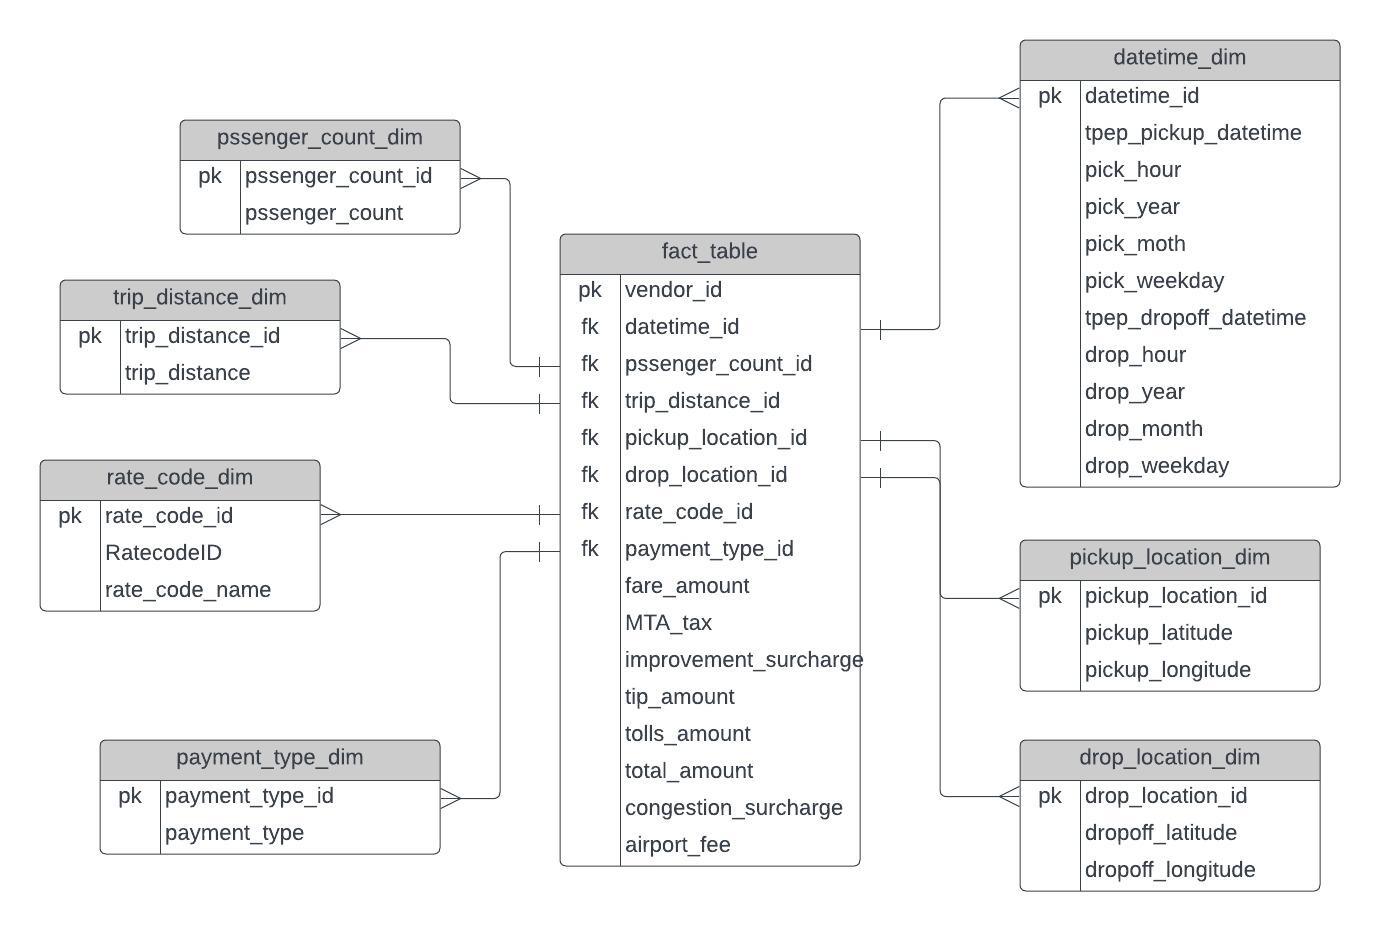 pssenger_count_dim
pk pssenger_count_id
pssenger_count
trip_distance_dim
pk trip_distance_id
trip_distance
rate_code_dim
pk rate_code_id
RatecodeID
rate_code_name
payment_type_dim
pk payment_type_id
payment_type
fact_table
pk vendor_id
fk datetime_id
fk pssenger_count_id
fk trip_distance_id
fk pickup_location_id
fk drop_location_id
fk rate_code_id
fk payment_type_id
fare_amount
MTA_tax
improvement_surcharge
tip_amount
tolls_amount
total_amount
congestion_surcharge
airport_fee
datetime_dim
pk datetime_id
tpep_pickup_datetime
pick_hour
pick_year
pick_moth
pick_weekday
tpep_dropoff_datetime
drop_hour
drop_year
drop_month
drop_weekday
pickup_location_dim
pk pickup_location_id
pickup_latitude
pickup_longitude
drop_location_dim
pk drop_location_id
dropoff_latitude
dropoff_longitude